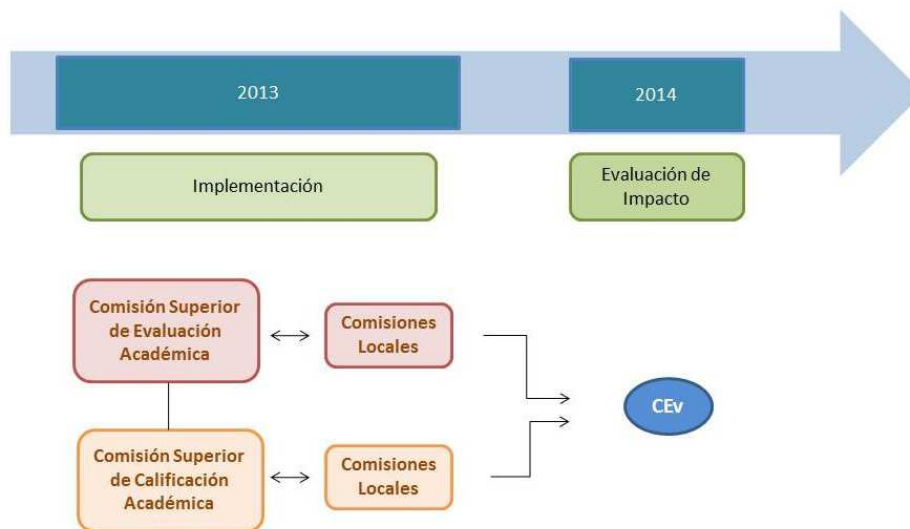 2013
2014
Implementación
Evaluación de
Impacto
Comisión Superior
de Evaluación
Académica
Comisiones
Locales
CEv
Comisión Superior
de Calificación
Académica
Comisiones
Locales